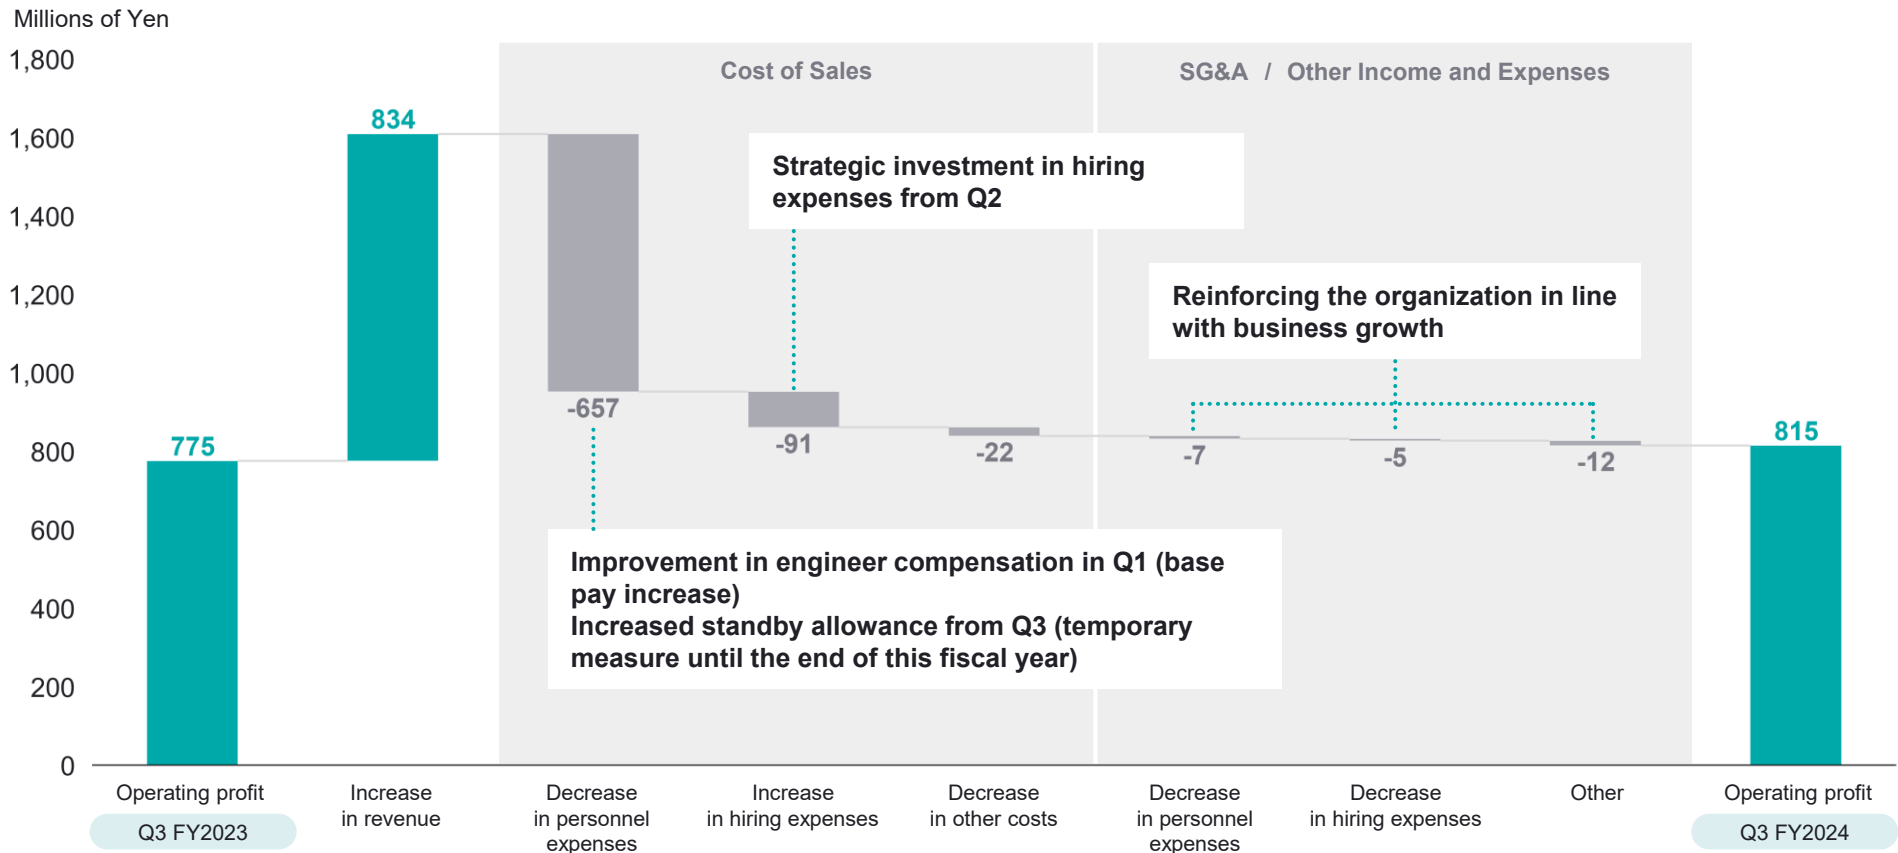 Millions of Yen
1,800
1,600
1,400
1,200
1,000
800
600
400
200
0
Cost of Sales
SG&A / Other Income and Expenses
775
834
-657
-91
-22
-7
-5
-12
815
Strategic investment in hiring
expenses from Q2
Reinforcing the organization in line
with business growth
Improvement in engineer compensation in Q1 (base
pay increase)
Increased standby allowance from Q3 (temporary
measure until the end of this fiscal year)
Operating profit
Q3 FY2023
Increase
in revenue
Decrease
in personnel
expenses
Increase
in hiring expenses
Decrease
in other costs
Decrease
in personnel
expenses
Decrease
in hiring expenses
Other
Operating profit
Q3 FY2024